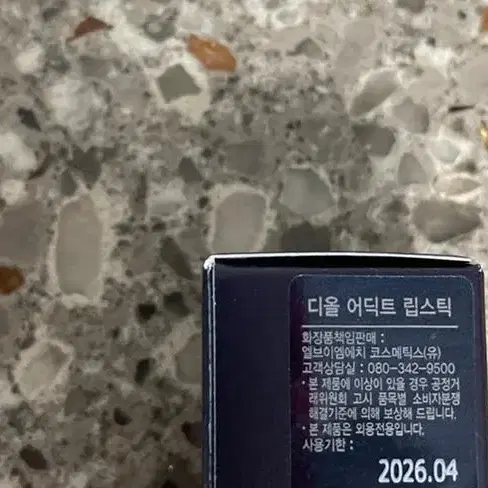 디올 어딕트 립스틱
화장품책임판매 :
엘브이엠에치 코스메틱스(유)
고객상담실 : 080-342-9500
• 본 제품에 이상이 있을 경우 공정거
래위원회 고시 품목별 소비자분쟁
해결기준에 의해 보상해 드립니다.
• 본 제품은 외용전용입니다.
사용기한 :
2026.04